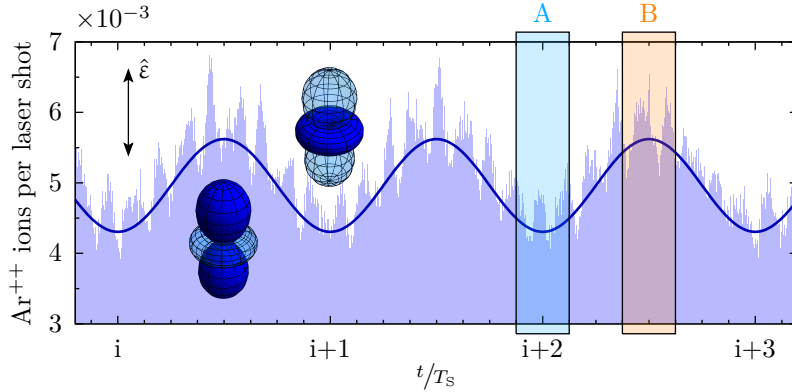 A B
×10⁻³
7
6
5
4
3
Ar⁺⁺ ions per laser shot
ε̂
i i+1 i+2 i+3
t/T_S